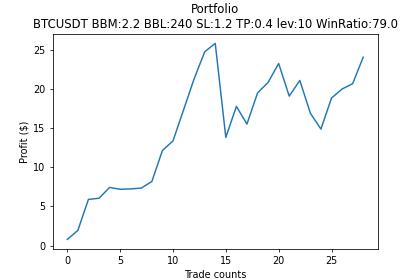 Portfolio
BTCUSDT BBM:2.2 BBL:240 SL:1.2 TP:0.4 lev:10 WinRatio:79.0
25
20
15
10
5
0
Profit ($)
0 5 10 15 20 25
Trade counts